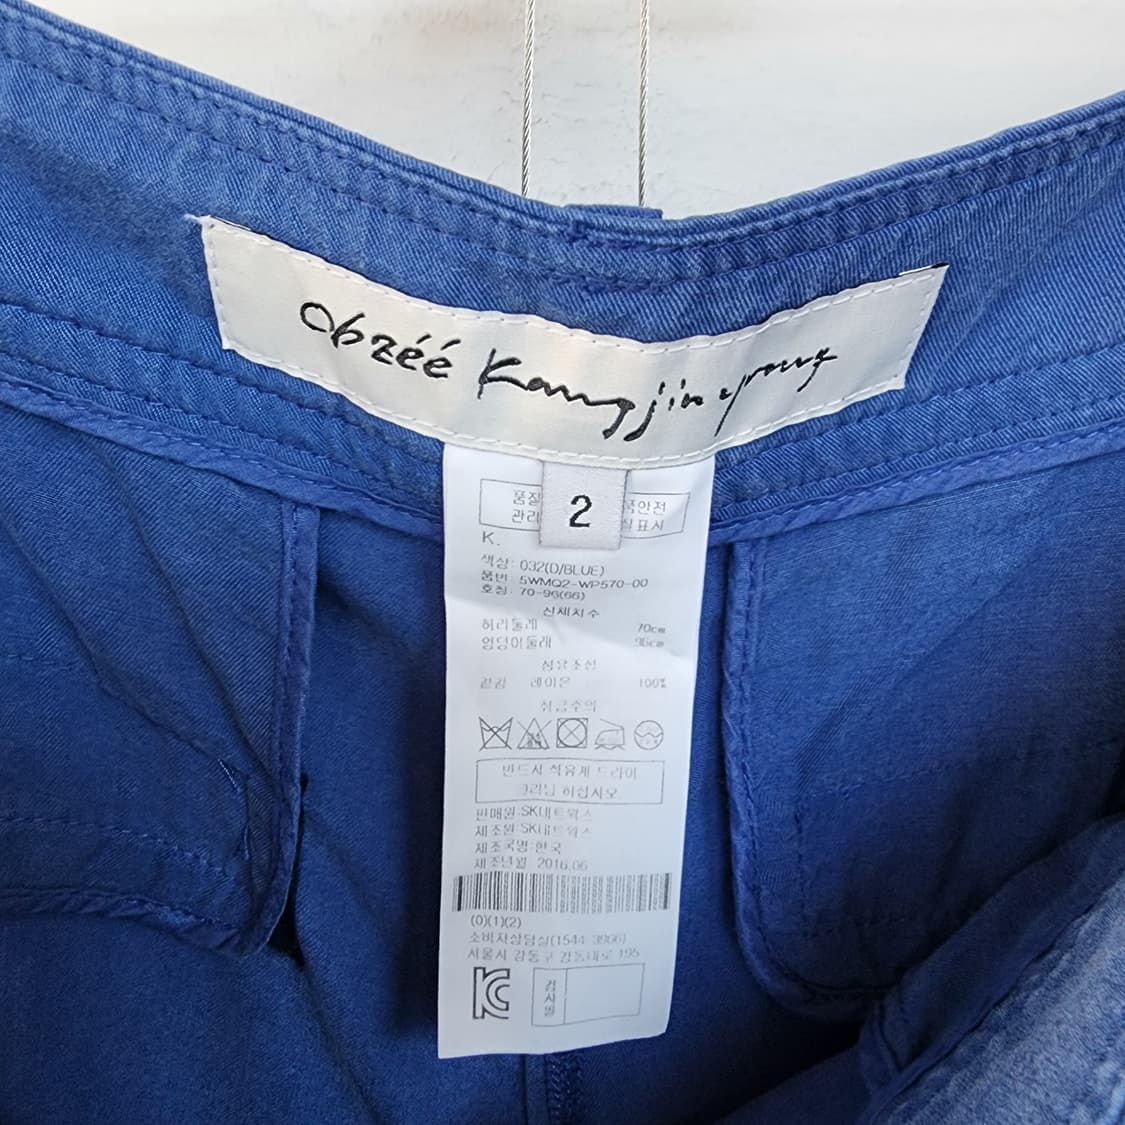 Obzéé Kangjinyoung
2
품질
관리
안전
표시
K.
색상: 032(D/BLUE)
품번 5WMQ2-WP570-00
호칭: 70-96(66)
신체치수
허리둘레 70cm
엉덩이둘레 96cm
섬유조성
겉감 레이온 100%
취급주의
반드시 석유계 드라이
크리닝 하십시오
판매원:SK네트웍스
제조원 SK네트웍스
제조국명:한국
제조년월 2016.06
(0)(1)(2)
소비자상담실(1544-3966)
서울시 강동구 강동대로 195
KC
검사필